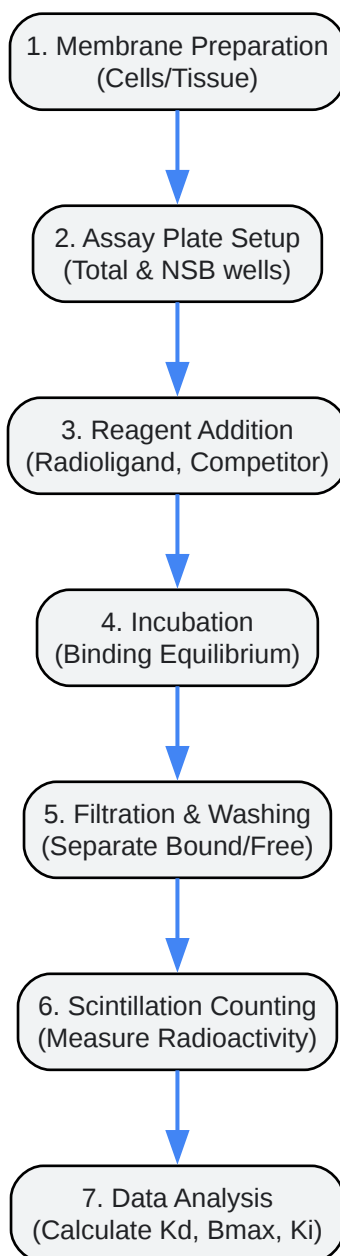 1. Membrane Preparation
(Cells/Tissue)
2. Assay Plate Setup
(Total & NSB wells)
3. Reagent Addition
(Radioligand, Competitor)
4. Incubation
(Binding Equilibrium)
5. Filtration & Washing
(Separate Bound/Free)
6. Scintillation Counting
(Measure Radioactivity)
7. Data Analysis
(Calculate Kd, Bmax, Ki)